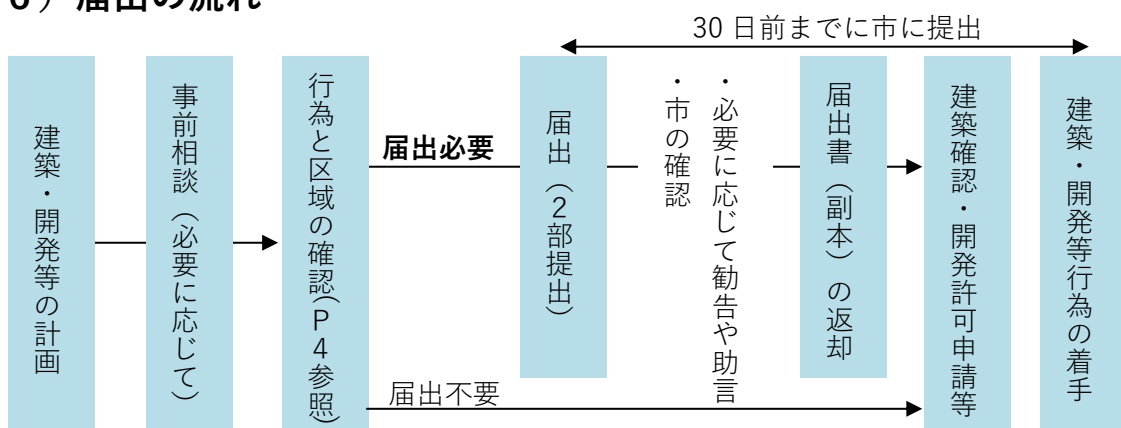 届出の流れ
30 日前までに市に提出
建築・開発等の計画
事前相談（必要に応じて）
行為と区域の確認(P4参照)
届出必要
届出不要
届出（2部提出）
・必要に応じて勧告や助言
・市の確認
届出書（副本）の返却
建築確認・開発許可申請等
建築・開発等行為の着手